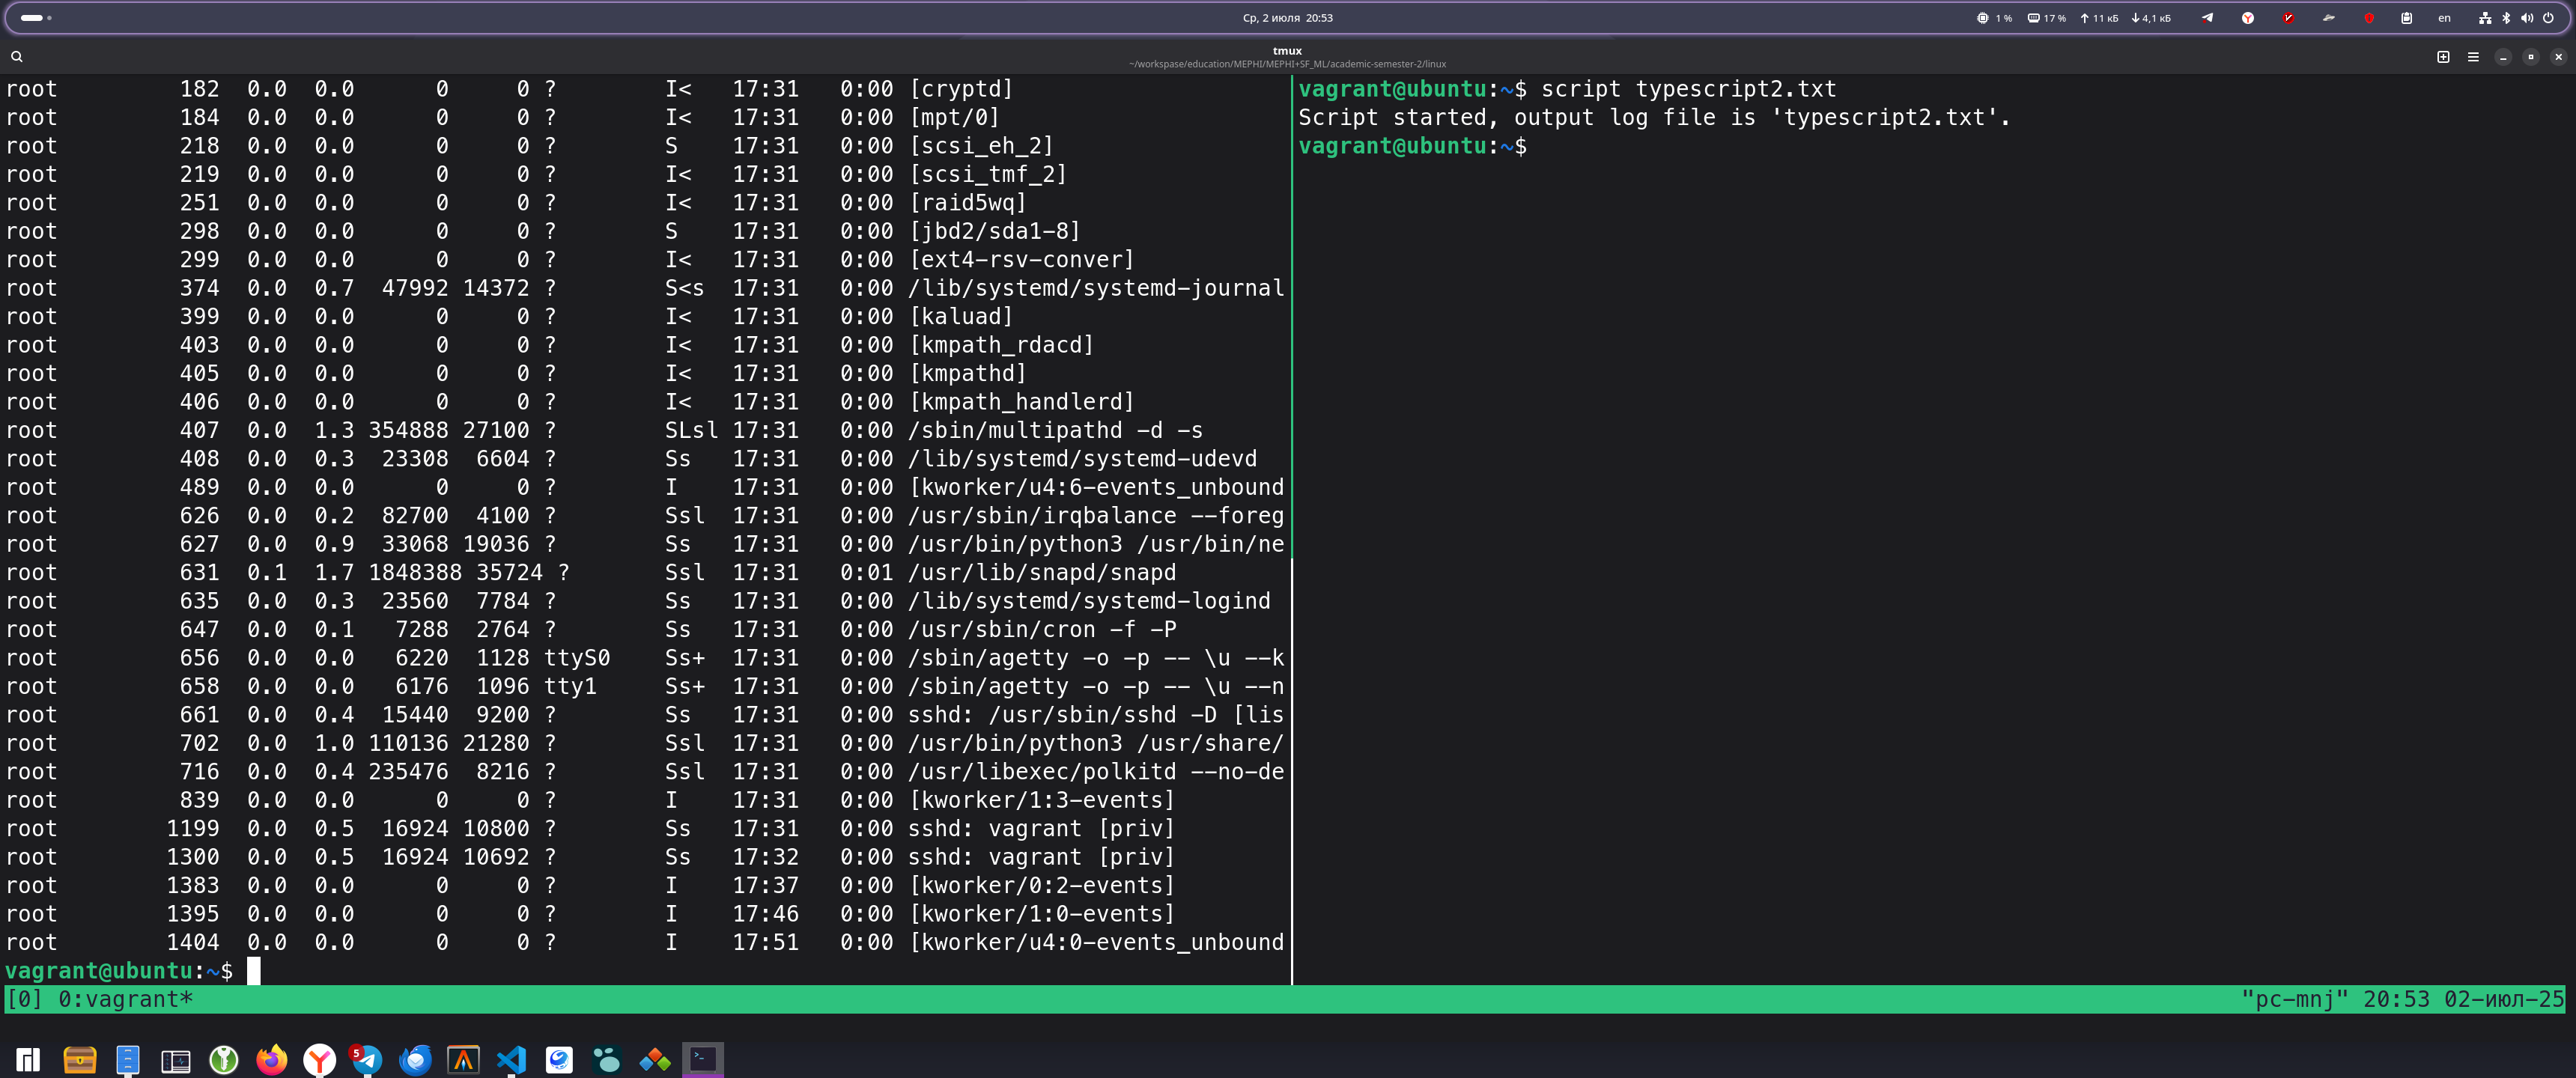 Ср, 2 июля 20:53
1 % 17 % 11 кБ 4,1 кБ en
tmux
~/workspase/education/MEPHI/MEPHI+SF_ML/academic-semester-2/linux
root 182 0.0 0.0 0 0 ? I< 17:31 0:00 [cryptd]
root 184 0.0 0.0 0 0 ? I< 17:31 0:00 [mpt/0]
root 218 0.0 0.0 0 0 ? S 17:31 0:00 [scsi_eh_2]
root 219 0.0 0.0 0 0 ? I< 17:31 0:00 [scsi_tmf_2]
root 251 0.0 0.0 0 0 ? I< 17:31 0:00 [raid5wq]
root 298 0.0 0.0 0 0 ? S 17:31 0:00 [jbd2/sda1-8]
root 299 0.0 0.0 0 0 ? I< 17:31 0:00 [ext4-rsv-conver]
root 374 0.0 0.7 47992 14372 ? S<s 17:31 0:00 /lib/systemd/systemd-journal
root 399 0.0 0.0 0 0 ? I< 17:31 0:00 [kaluad]
root 403 0.0 0.0 0 0 ? I< 17:31 0:00 [kmpath_rdacd]
root 405 0.0 0.0 0 0 ? I< 17:31 0:00 [kmpathd]
root 406 0.0 0.0 0 0 ? I< 17:31 0:00 [kmpath_handlerd]
root 407 0.0 1.3 354888 27100 ? SLsl 17:31 0:00 /sbin/multipathd -d -s
root 408 0.0 0.3 23308 6604 ? Ss 17:31 0:00 /lib/systemd/systemd-udevd
root 489 0.0 0.0 0 0 ? I 17:31 0:00 [kworker/u4:6-events_unbound
root 626 0.0 0.2 82700 4100 ? Ssl 17:31 0:00 /usr/sbin/irqbalance --foreg
root 627 0.0 0.9 33068 19036 ? Ss 17:31 0:00 /usr/bin/python3 /usr/bin/ne
root 631 0.1 1.7 1848388 35724 ? Ssl 17:31 0:01 /usr/lib/snapd/snapd
root 635 0.0 0.3 23560 7784 ? Ss 17:31 0:00 /lib/systemd/systemd-logind
root 647 0.0 0.1 7288 2764 ? Ss 17:31 0:00 /usr/sbin/cron -f -P
root 656 0.0 0.0 6220 1128 ttyS0 Ss+ 17:31 0:00 /sbin/agetty -o -p -- \u --k
root 658 0.0 0.0 6176 1096 tty1 Ss+ 17:31 0:00 /sbin/agetty -o -p -- \u --n
root 661 0.0 0.4 15440 9200 ? Ss 17:31 0:00 sshd: /usr/sbin/sshd -D [lis
root 702 0.0 1.0 110136 21280 ? Ssl 17:31 0:00 /usr/bin/python3 /usr/share/
root 716 0.0 0.4 235476 8216 ? Ssl 17:31 0:00 /usr/libexec/polkitd --no-de
root 839 0.0 0.0 0 0 ? I 17:31 0:00 [kworker/1:3-events]
root 1199 0.0 0.5 16924 10800 ? Ss 17:31 0:00 sshd: vagrant [priv]
root 1300 0.0 0.5 16924 10692 ? Ss 17:32 0:00 sshd: vagrant [priv]
root 1383 0.0 0.0 0 0 ? I 17:37 0:00 [kworker/0:2-events]
root 1395 0.0 0.0 0 0 ? I 17:46 0:00 [kworker/1:0-events]
root 1404 0.0 0.0 0 0 ? I 17:51 0:00 [kworker/u4:0-events_unbound
vagrant@ubuntu:~$
vagrant@ubuntu:~$ script typescript2.txt
Script started, output log file is 'typescript2.txt'.
vagrant@ubuntu:~$
[0] 0:vagrant*
"pc-mnj" 20:53 02-июл-25
5